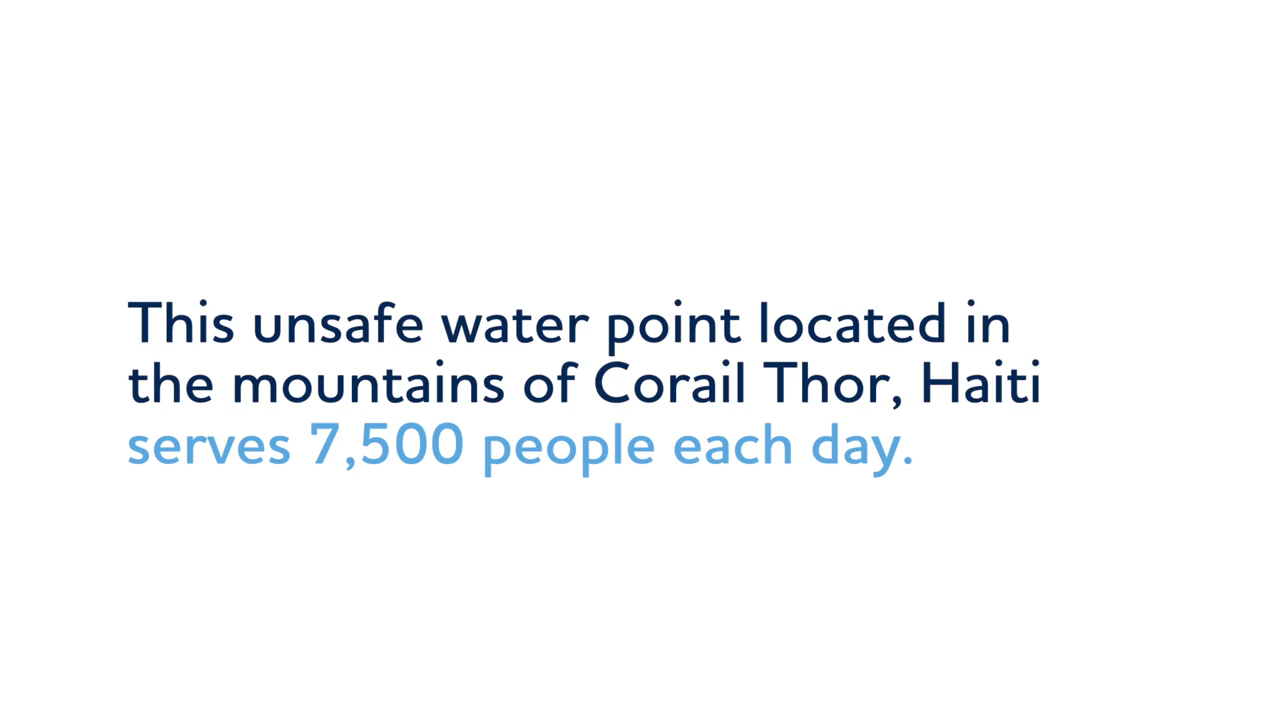 This unsafe water point located in
the mountains of Corail Thor, Haiti
serves 7,500 people each day.